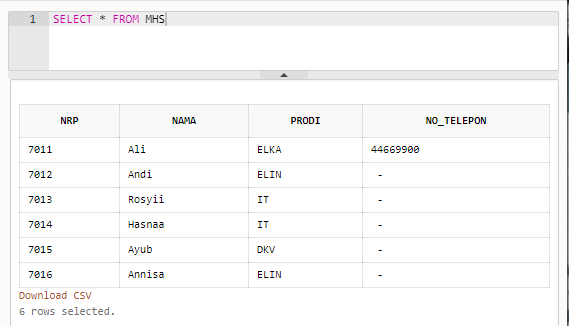 1 SELECT * FROM MHS
NRP NAMA PRODI NO_TELEPON
7011 Ali ELKA 44669900
7012 Andi ELIN -
7013 Rosyii IT -
7014 Hasnaa IT -
7015 Ayub DKV -
7016 Annisa ELIN -
Download CSV
6 rows selected.